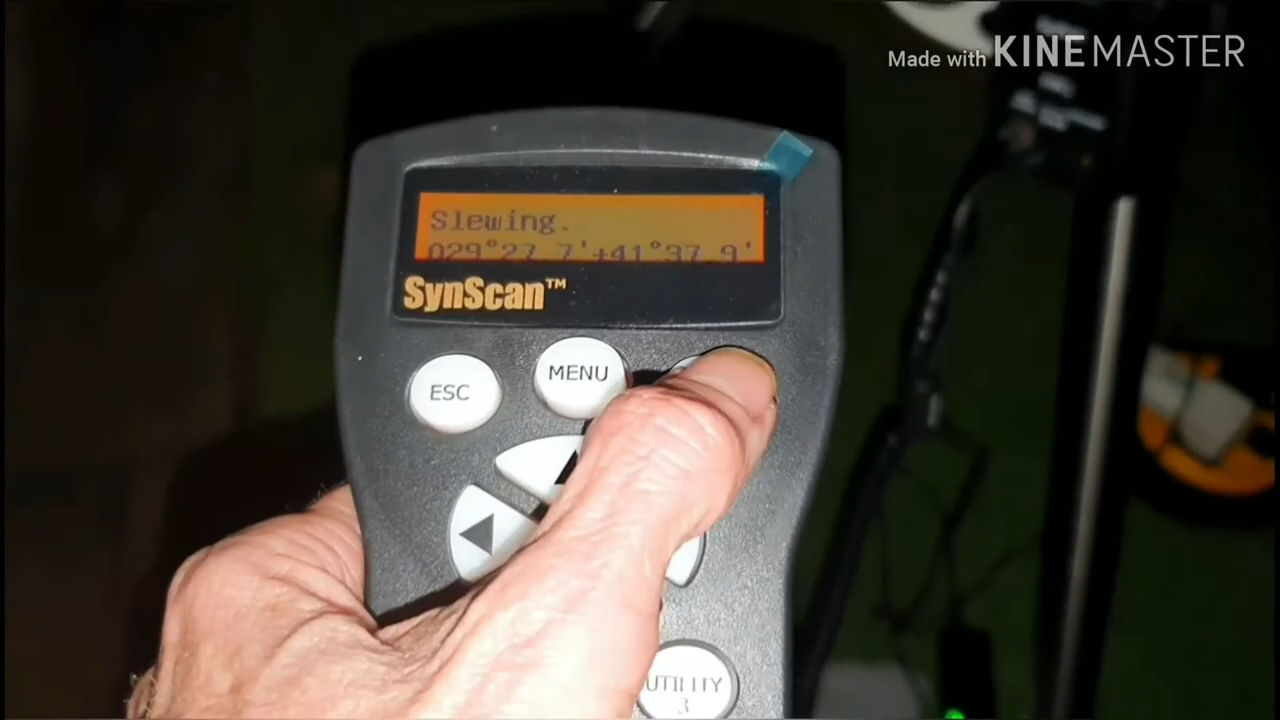 Made with KINEMASTER
Slewing.
029°27.7'+41°37.9'
SynScan™
ESC
MENU
UTILITY
3